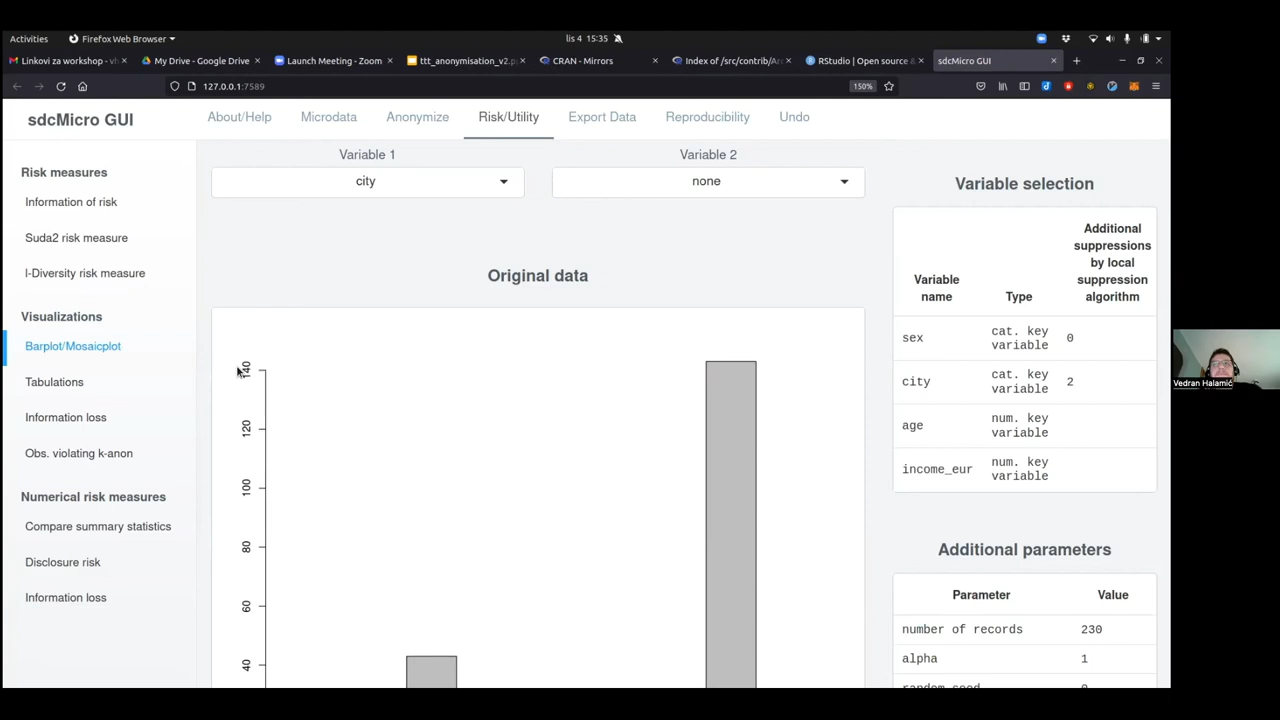 Activities
Firefox Web Browser
lis 4 15:35
Linkovi za workshop - vh
My Drive - Google Drive
Launch Meeting - Zoom
ttt_anonymisation_v2.p
CRAN - Mirrors
Index of /src/contrib/Arc
RStudio | Open source &
sdcMicro GUI
127.0.0.1:7589
150%
sdcMicro GUI
About/Help
Microdata
Anonymize
Risk/Utility
Export Data
Reproducibility
Undo
Risk measures
Information of risk
Suda2 risk measure
l-Diversity risk measure
Visualizations
Barplot/Mosaicplot
Tabulations
Information loss
Obs. violating k-anon
Numerical risk measures
Compare summary statistics
Disclosure risk
Information loss
Variable 1
city
Variable 2
none
Original data
140
120
100
80
60
40
Variable selection
Variable name
Type
Additional suppressions by local suppression algorithm
sex
cat. key variable
0
city
cat. key variable
2
age
num. key variable
income_eur
num. key variable
Additional parameters
Parameter
Value
number of records
230
alpha
1
random seed
0
Vedran Halamić